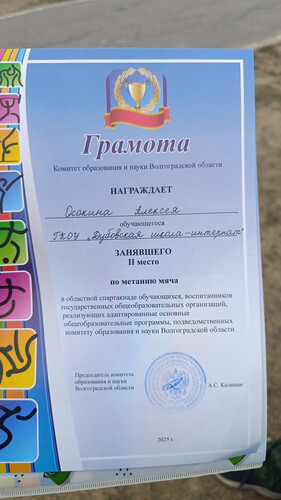 Грамота
Комитет образования и науки Волгоградской области
НАГРАЖДАЕТ
Осокина Алексея
обучающегося
ГКОУ "Дубовская школа-интернат"
ЗАНЯВШЕГО
II место
по метанию мяча
в областной спартакиаде обучающихся, воспитанников
государственных общеобразовательных организаций,
реализующих адаптированные основные
общеобразовательные программы, подведомственных
комитету образования и науки Волгоградской области
Председатель комитета
образования и науки
Волгоградской области
А.С. Калинин
2025 г.